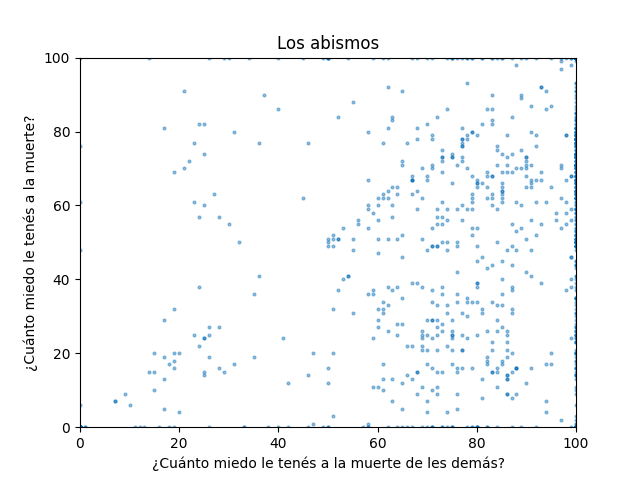 Los abismos
100
80
60
40
20
0
¿Cuánto miedo le tenés a la muerte?
0 20 40 60 80 100
¿Cuánto miedo le tenés a la muerte de les demás?